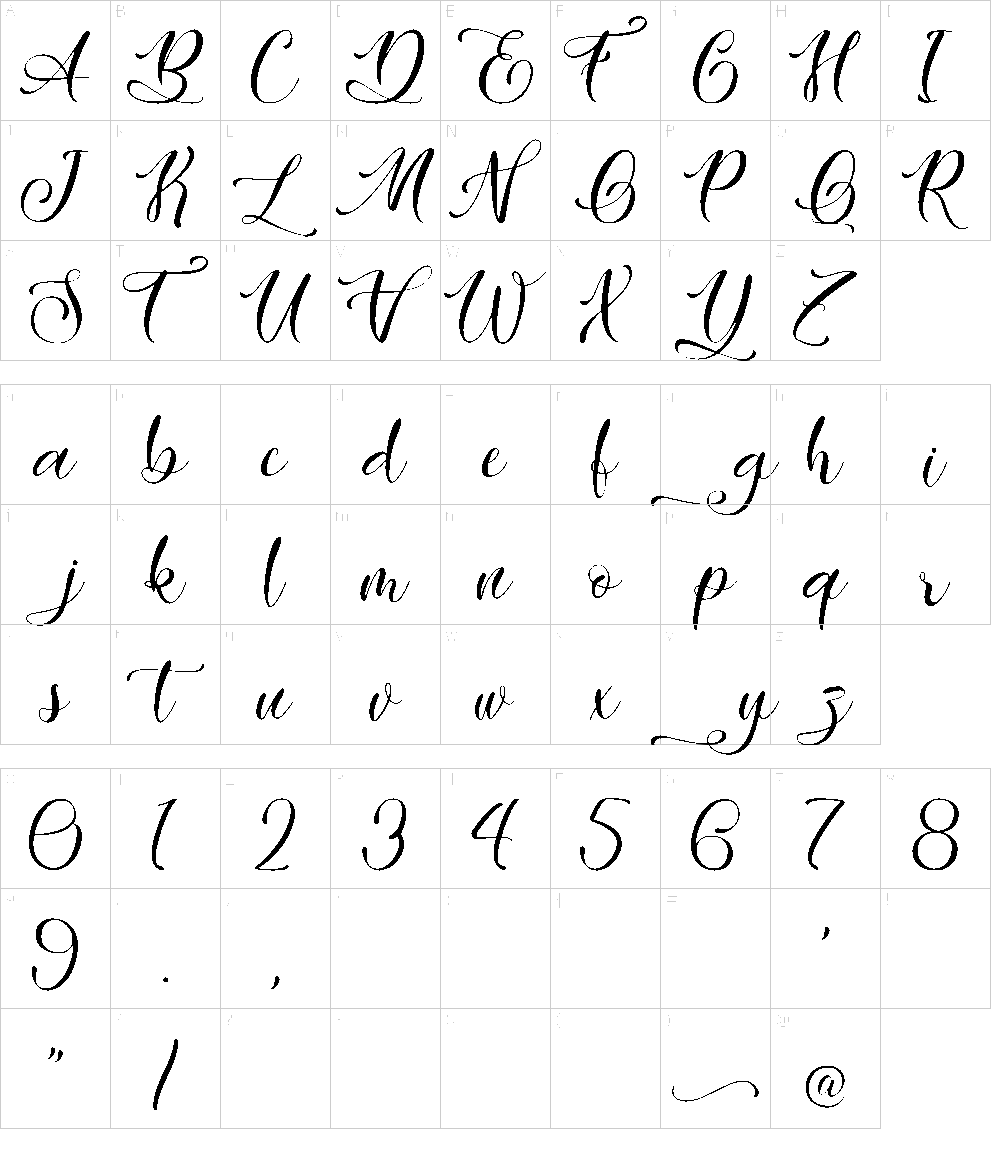 A B C D E F G H I
J K L M N O P Q R
S T U V W X Y Z
a b c d e f g h i
j k l m n o p q r
s t u v w x y z
0 1 2 3 4 5 6 7 8
9 . , '
" / @